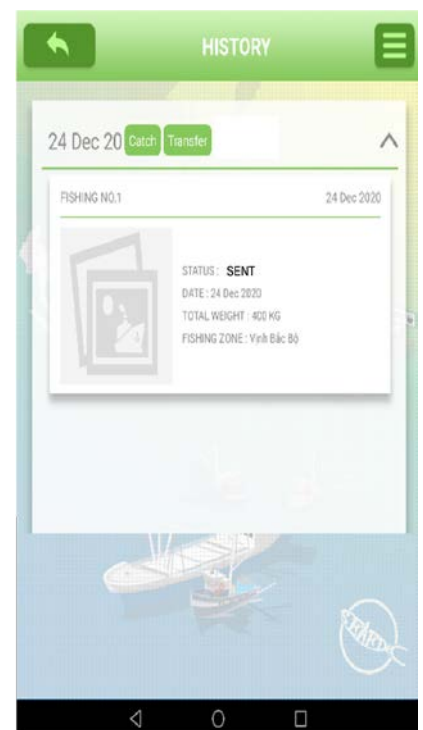 HISTORY
24 Dec 20 Catch Transfer
FISHING NO.1 24 Dec 2020
STATUS : SENT
DATE : 24 Dec 2020
TOTAL WEIGHT : 400 KG
FISHING ZONE : Vịnh Bắc Bộ
SEAFDEC